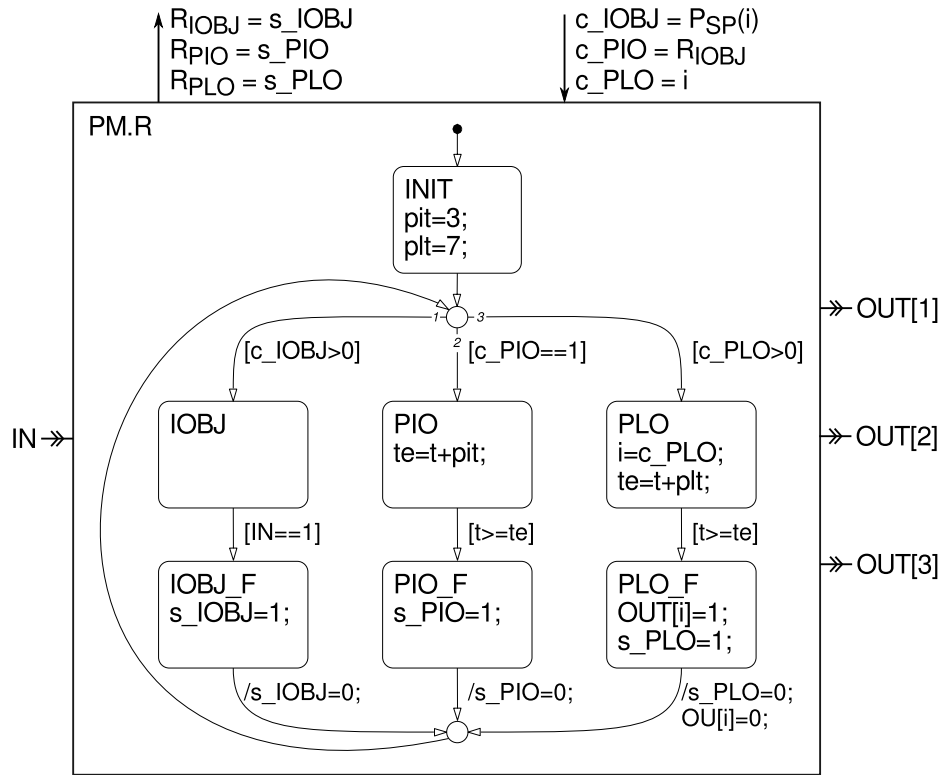 R_IOBJ = s_IOBJ
R_PIO = s_PIO
R_PLO = s_PLO
c_IOBJ = P_SP(i)
c_PIO = R_IOBJ
c_PLO = i
PM.R
INIT
pit=3;
plt=7;
1
2
3
[c_IOBJ>0]
[c_PIO==1]
[c_PLO>0]
IOBJ
PIO
te=t+pit;
PLO
i=c_PLO;
te=t+plt;
IN
OUT[1]
OUT[2]
OUT[3]
[IN==1]
[t>=te]
[t>=te]
IOBJ_F
s_IOBJ=1;
PIO_F
s_PIO=1;
PLO_F
OUT[i]=1;
s_PLO=1;
/s_IOBJ=0;
/s_PIO=0;
/s_PLO=0;
OU[i]=0;